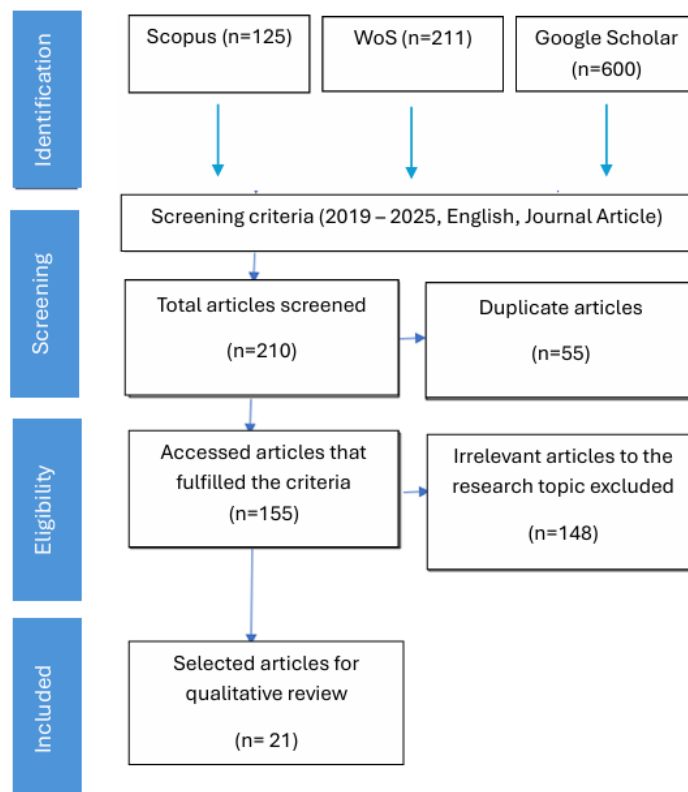 Identification
Scopus (n=125)
WoS (n=211)
Google Scholar
(n=600)
Screening
Screening criteria (2019 – 2025, English, Journal Article)
Total articles screened
(n=210)
Duplicate articles
(n=55)
Eligibility
Accessed articles that
fulfilled the criteria
(n=155)
Irrelevant articles to the
research topic excluded
(n=148)
Included
Selected articles for
qualitative review
(n= 21)